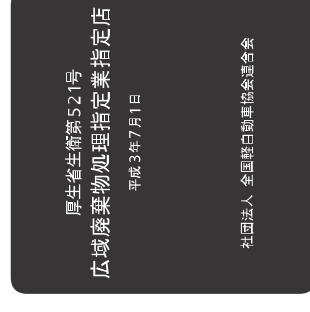 厚生省生衛第521号
広域廃棄物処理指定業指定店
平成3年7月1日
社団法人 全国軽自動車協会連合会